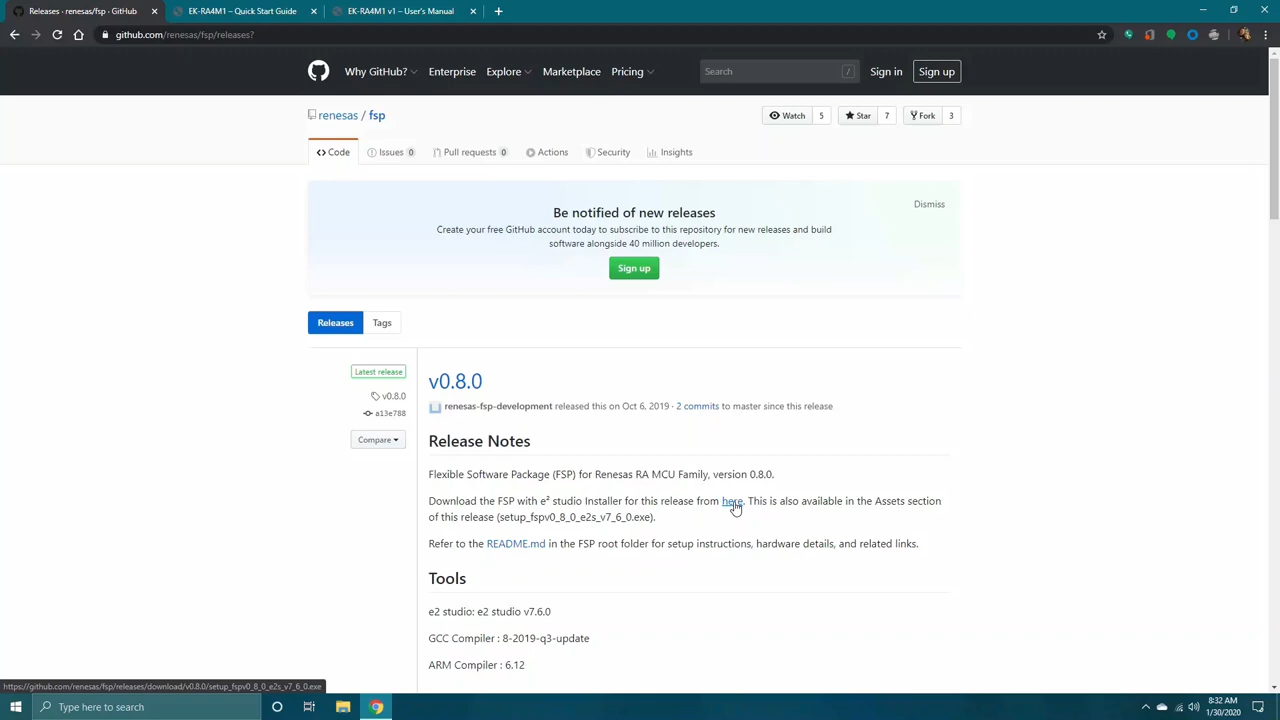 Releases · renesas/fsp · GitHub
EK-RA4M1 – Quick Start Guide
EK-RA4M1 v1 – User's Manual
github.com/renesas/fsp/releases?
Why GitHub?
Enterprise
Explore
Marketplace
Pricing
Search
/
Sign in
Sign up
renesas / fsp
Watch 5
Star 7
Fork 3
Code
Issues 0
Pull requests 0
Actions
Security
Insights
Be notified of new releases
Dismiss
Create your free GitHub account today to subscribe to this repository for new releases and build
software alongside 40 million developers.
Sign up
Releases
Tags
Latest release
v0.8.0
a13e788
Compare
v0.8.0
renesas-fsp-development released this on Oct 6, 2019 · 2 commits to master since this release
Release Notes
Flexible Software Package (FSP) for Renesas RA MCU Family, version 0.8.0.
Download the FSP with e² studio Installer for this release from here. This is also available in the Assets section
of this release (setup_fspv0_8_0_e2s_v7_6_0.exe).
Refer to the README.md in the FSP root folder for setup instructions, hardware details, and related links.
Tools
e2 studio: e2 studio v7.6.0
GCC Compiler : 8-2019-q3-update
ARM Compiler : 6.12
https://github.com/renesas/fsp/releases/download/v0.8.0/setup_fspv0_8_0_e2s_v7_6_0.exe
Type here to search
8:32 AM
1/30/2020